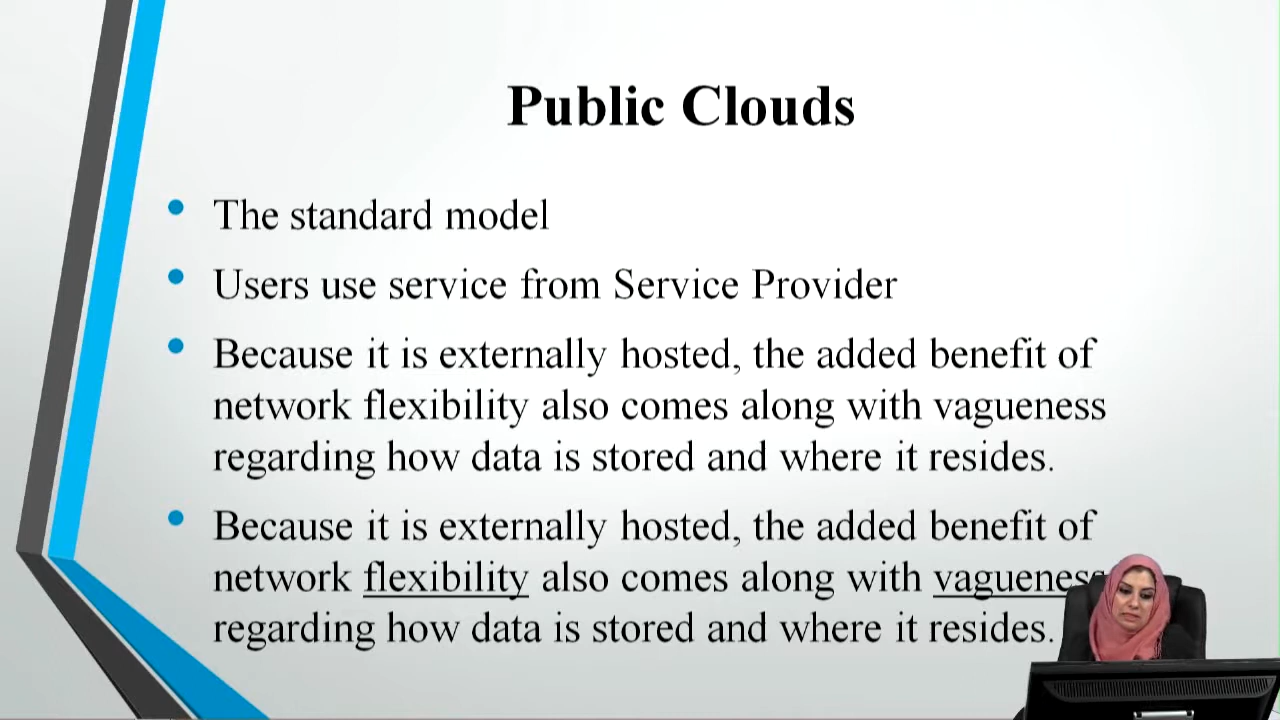 Public Clouds
• The standard model
• Users use service from Service Provider
• Because it is externally hosted, the added benefit of
network flexibility also comes along with vagueness
regarding how data is stored and where it resides.
• Because it is externally hosted, the added benefit of
network flexibility also comes along with vagueness
regarding how data is stored and where it resides.